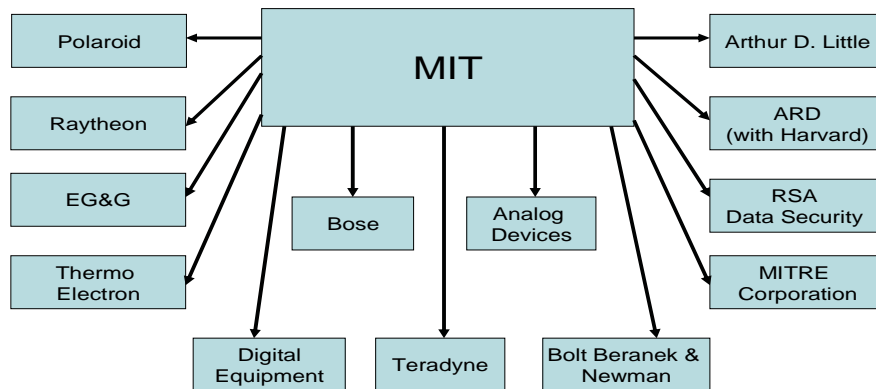 MIT
Polaroid
Arthur D. Little
Raytheon
ARD
(with Harvard)
EG&G
RSA
Data Security
Bose
Analog
Devices
Thermo
Electron
MITRE
Corporation
Digital
Equipment
Teradyne
Bolt Beranek &
Newman